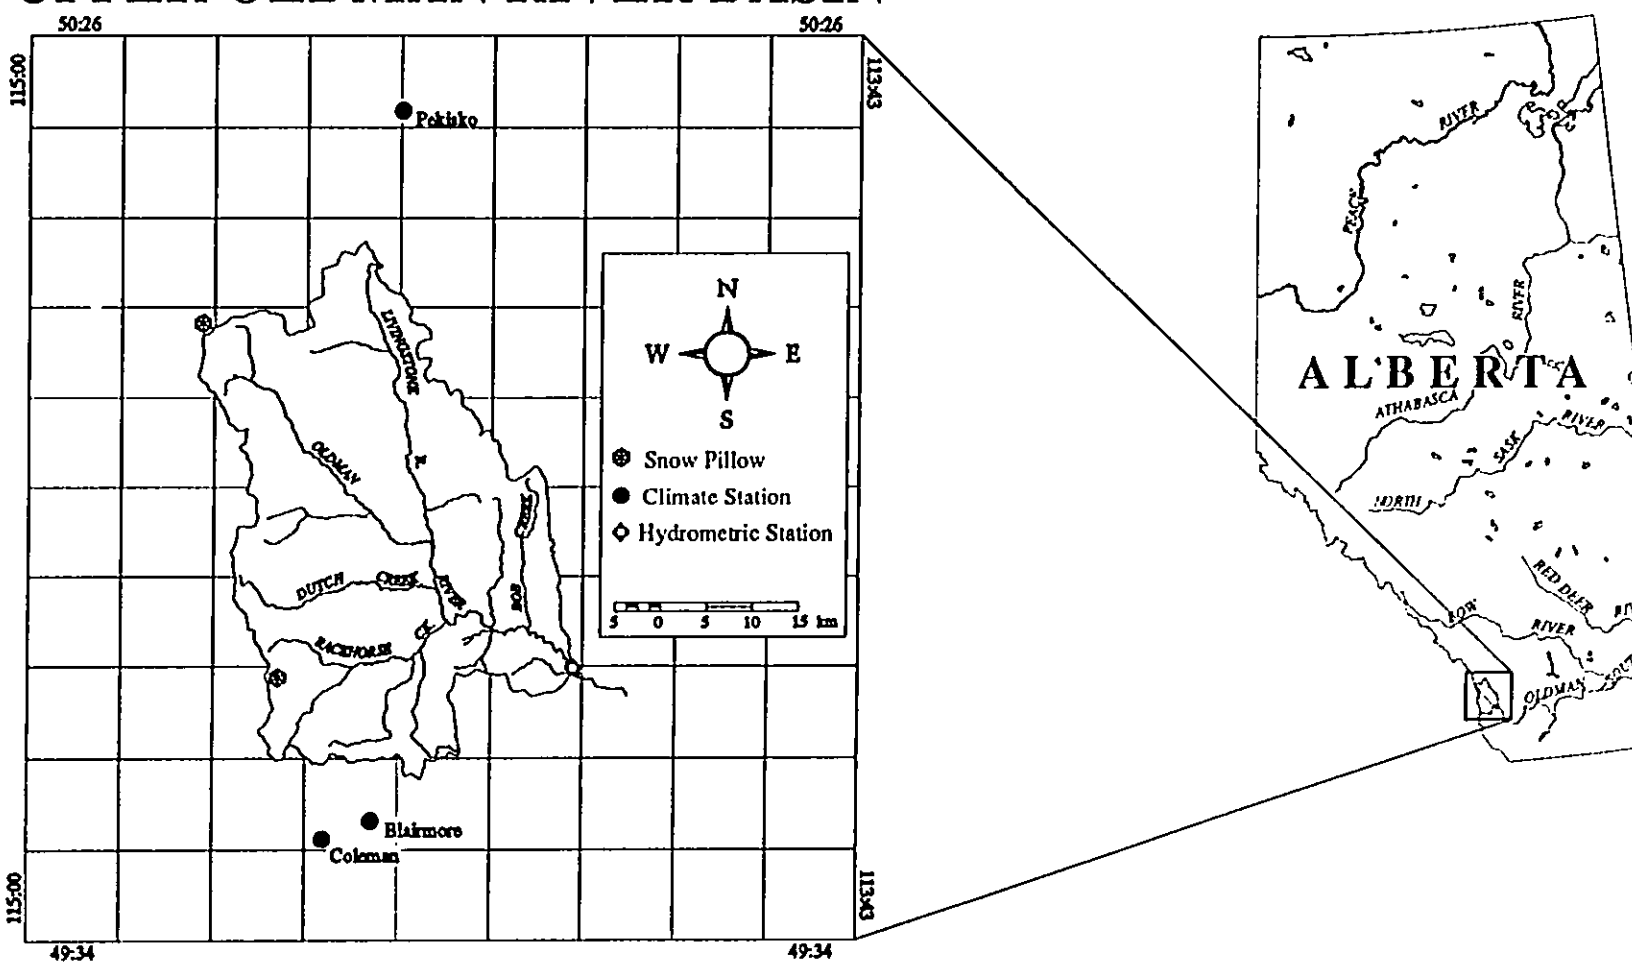 50:26
50:26
115:00
113:43
Pekisko
LIVINGSTONE
R.
OLDMAN
RIVER
DUTCH CREEK
RACEHORSE CK.
BOB CREEK
N
W E
S
Snow Pillow
Climate Station
Hydrometric Station
5 0 5 10 15 km
Blairmore
Coleman
115:00
113:43
49:34
49:34
PEACE RIVER
RIVER
ALBERTA
ATHABASCA
NORTH SASK RIVER
RED DEER
BOW RIVER
OLDMAN